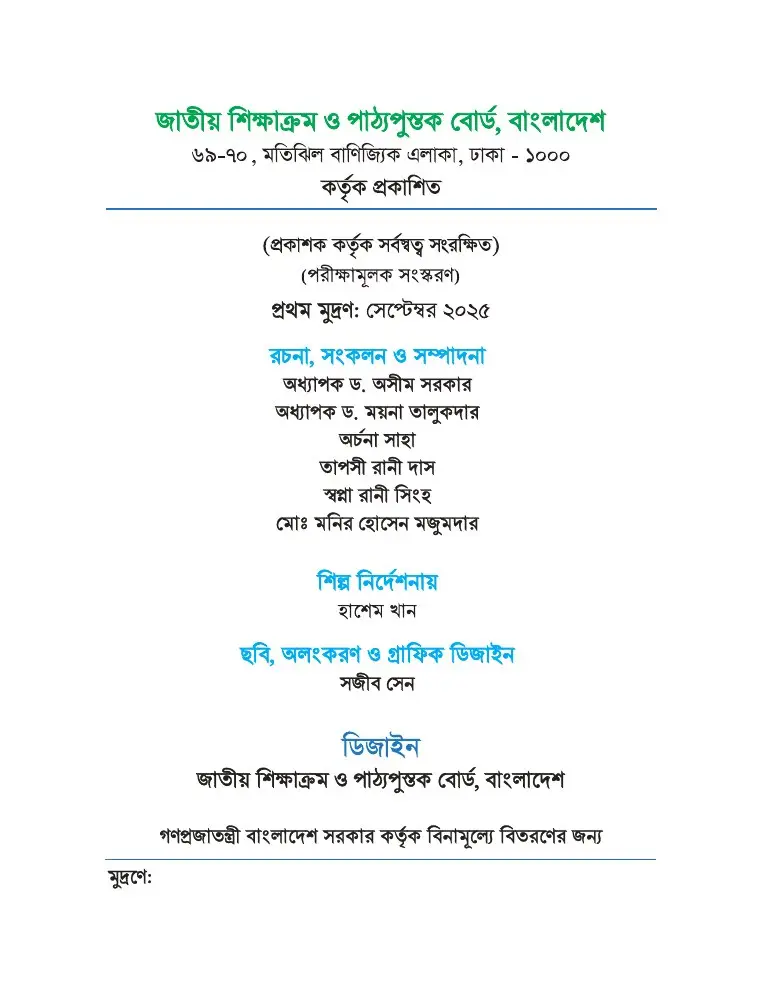 জাতীয় শিক্ষাক্রম ও পাঠ্যপুস্তক বোর্ড, বাংলাদেশ
৬৯-৭০, মতিঝিল বাণিজ্যিক এলাকা, ঢাকা - ১০০০
কর্তৃক প্রকাশিত
(প্রকাশক কর্তৃক সর্বস্বত্ব সংরক্ষিত)
(পরীক্ষামূলক সংস্করণ)
প্রথম মুদ্রণ: সেপ্টেম্বর ২০২৫
রচনা, সংকলন ও সম্পাদনা
অধ্যাপক ড. অসীম সরকার
অধ্যাপক ড. ময়না তালুকদার
অর্চনা সাহা
তাপসী রানী দাস
স্বপ্না রানী সিংহ
মোঃ মনির হোসেন মজুমদার
শিল্প নির্দেশনায়
হাশেম খান
ছবি, অলংকরণ ও গ্রাফিক ডিজাইন
সজীব সেন
ডিজাইন
জাতীয় শিক্ষাক্রম ও পাঠ্যপুস্তক বোর্ড, বাংলাদেশ
গণপ্রজাতন্ত্রী বাংলাদেশ সরকার কর্তৃক বিনামূল্যে বিতরণের জন্য
মুদ্রণে: